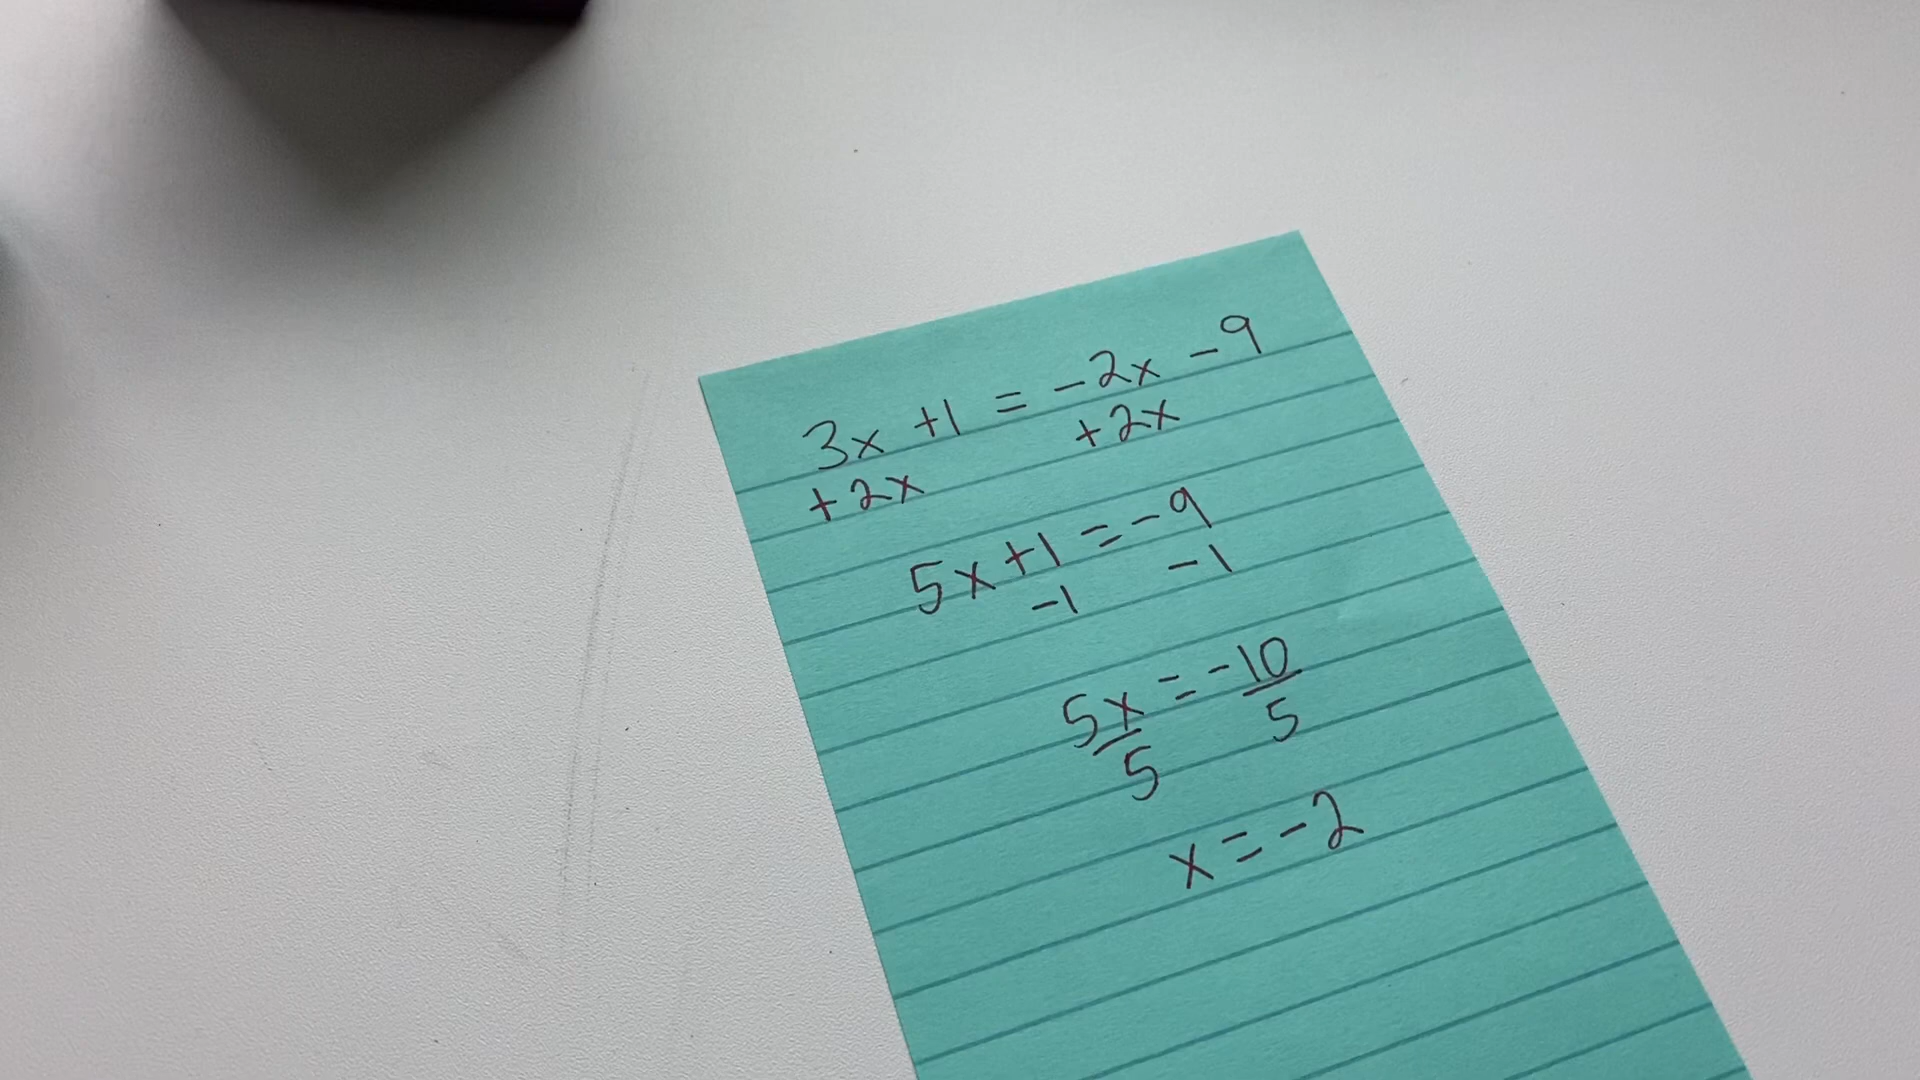 3x +1 = -2x -9
+2x +2x
5x+1 = -9
-1 -1
5x = -10
5 5
x = -2